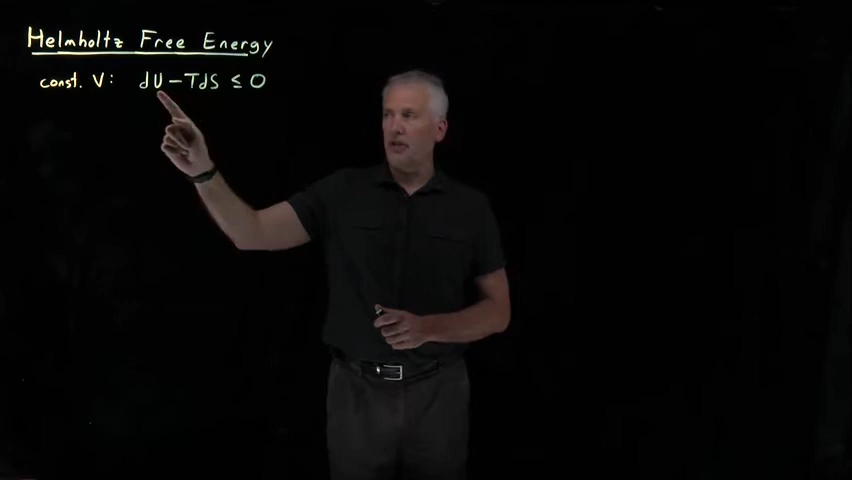 Helmholtz Free Energy
const. V: dU - TdS ≤ 0